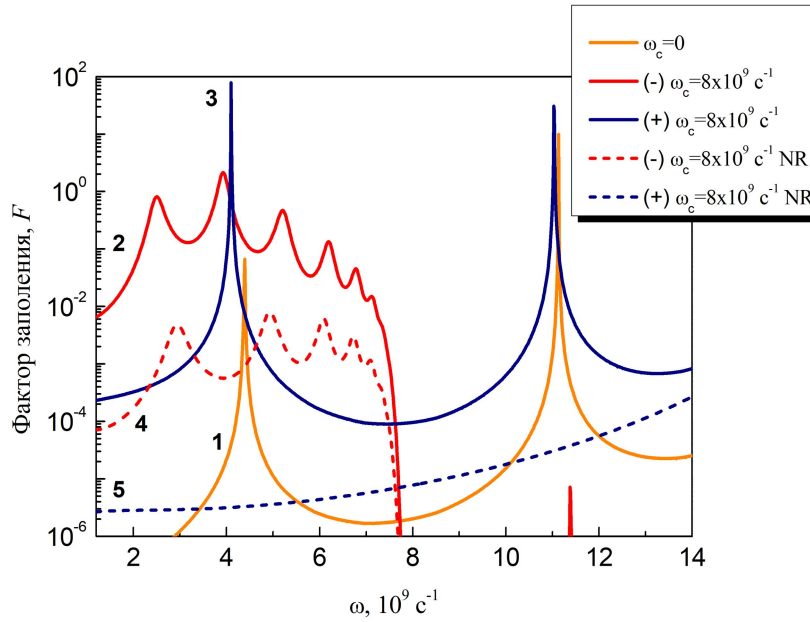 ω_c=0
(-) ω_c=8x10^9 c^-1
(+) ω_c=8x10^9 c^-1
(-) ω_c=8x10^9 c^-1 NR
(+) ω_c=8x10^9 c^-1 NR
Фактор заполения, F
10^2
10^0
10^-2
10^-4
10^-6
3
2
4
1
5
2 4 6 8 10 12 14
ω, 10^9 c^-1